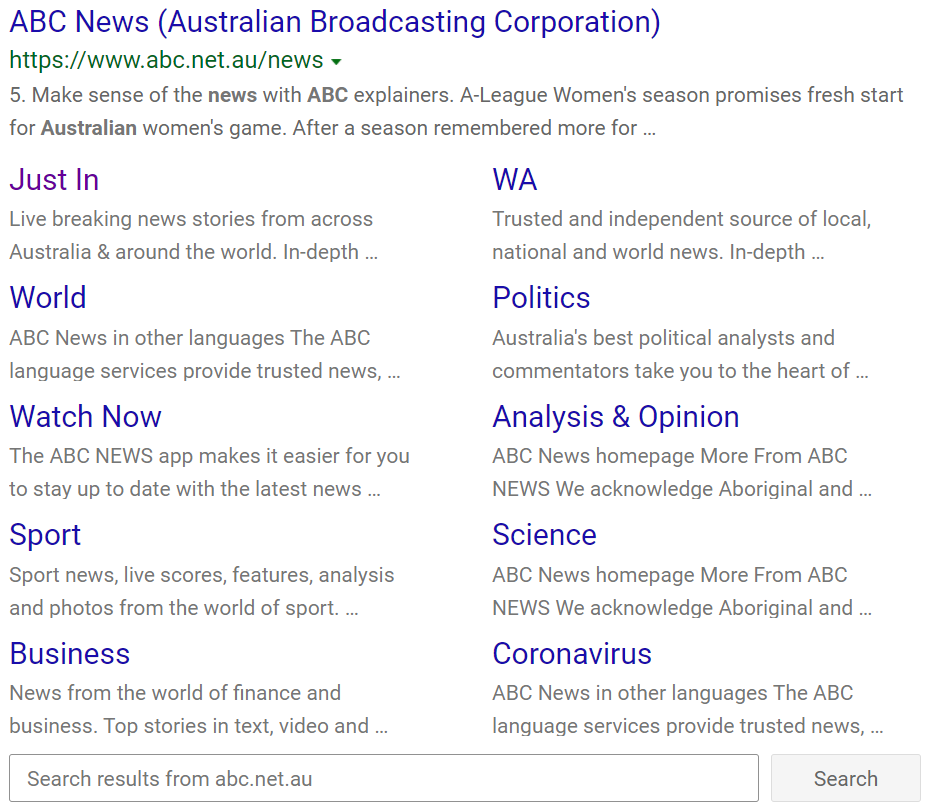 ABC News (Australian Broadcasting Corporation)
https://www.abc.net.au/news
5. Make sense of the news with ABC explainers. A-League Women's season promises fresh start
for Australian women's game. After a season remembered more for ...
Just In
Live breaking news stories from across
Australia & around the world. In-depth ...
WA
Trusted and independent source of local,
national and world news. In-depth ...
World
ABC News in other languages The ABC
language services provide trusted news, ...
Politics
Australia's best political analysts and
commentators take you to the heart of ...
Watch Now
The ABC NEWS app makes it easier for you
to stay up to date with the latest news ...
Analysis & Opinion
ABC News homepage More From ABC
NEWS We acknowledge Aboriginal and ...
Sport
Sport news, live scores, features, analysis
and photos from the world of sport. ...
Science
ABC News homepage More From ABC
NEWS We acknowledge Aboriginal and ...
Business
News from the world of finance and
business. Top stories in text, video and ...
Coronavirus
ABC News in other languages The ABC
language services provide trusted news, ...
Search results from abc.net.au
Search